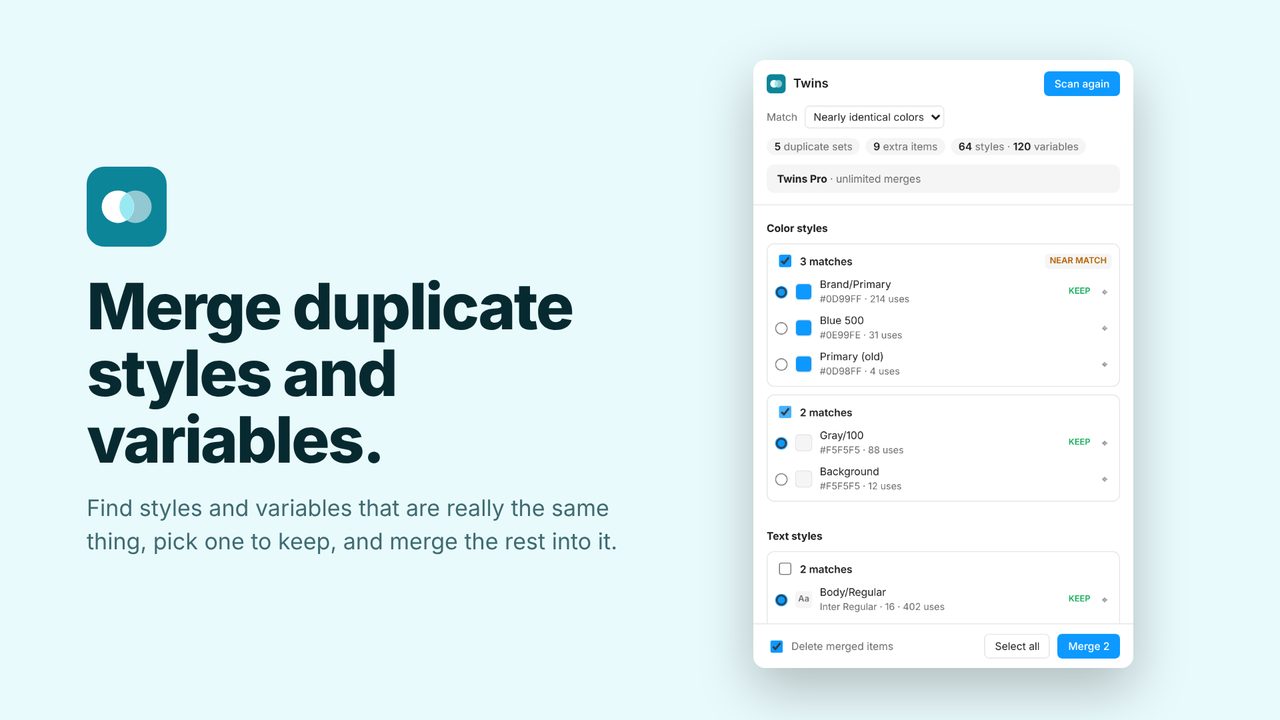 Merge duplicate
styles and
variables.
Find styles and variables that are really the same
thing, pick one to keep, and merge the rest into it.
Twins
Scan again
Match
Nearly identical colors
5 duplicate sets
9 extra items
64 styles · 120 variables
Twins Pro · unlimited merges
Color styles
3 matches
NEAR MATCH
Brand/Primary
#0D99FF · 214 uses
KEEP
Blue 500
#0E99FE · 31 uses
Primary (old)
#0D98FF · 4 uses
2 matches
Gray/100
#F5F5F5 · 88 uses
KEEP
Background
#F5F5F5 · 12 uses
Text styles
2 matches
Aa
Body/Regular
Inter Regular · 16 · 402 uses
KEEP
Delete merged items
Select all
Merge 2